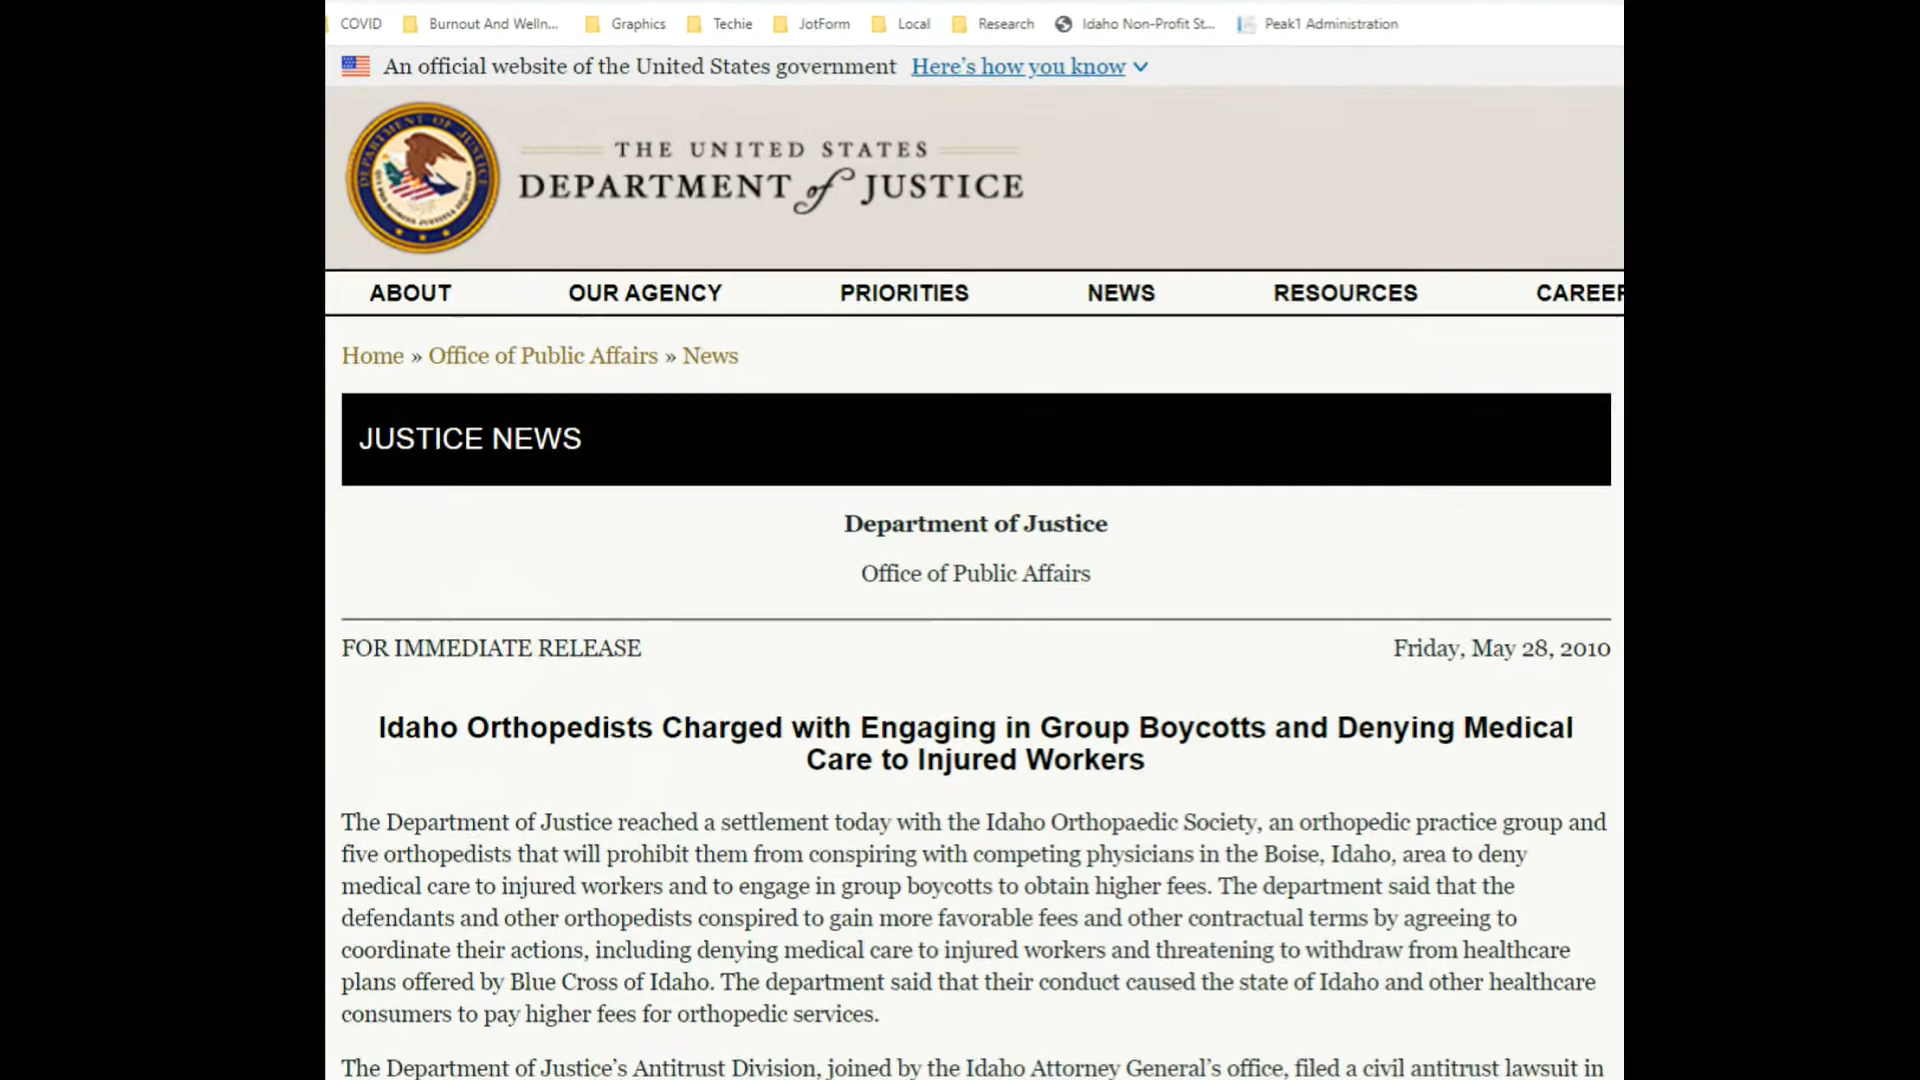 COVID Burnout And Welln... Graphics Techie JotForm Local Research Idaho Non-Profit St... Peak1 Administration
An official website of the United States government Here's how you know
THE UNITED STATES
DEPARTMENT of JUSTICE
ABOUT OUR AGENCY PRIORITIES NEWS RESOURCES CAREER
Home » Office of Public Affairs » News
JUSTICE NEWS
Department of Justice
Office of Public Affairs
FOR IMMEDIATE RELEASE Friday, May 28, 2010
Idaho Orthopedists Charged with Engaging in Group Boycotts and Denying Medical
Care to Injured Workers
The Department of Justice reached a settlement today with the Idaho Orthopaedic Society, an orthopedic practice group and
five orthopedists that will prohibit them from conspiring with competing physicians in the Boise, Idaho, area to deny
medical care to injured workers and to engage in group boycotts to obtain higher fees. The department said that the
defendants and other orthopedists conspired to gain more favorable fees and other contractual terms by agreeing to
coordinate their actions, including denying medical care to injured workers and threatening to withdraw from healthcare
plans offered by Blue Cross of Idaho. The department said that their conduct caused the state of Idaho and other healthcare
consumers to pay higher fees for orthopedic services.
The Department of Justice's Antitrust Division, joined by the Idaho Attorney General's office, filed a civil antitrust lawsuit in